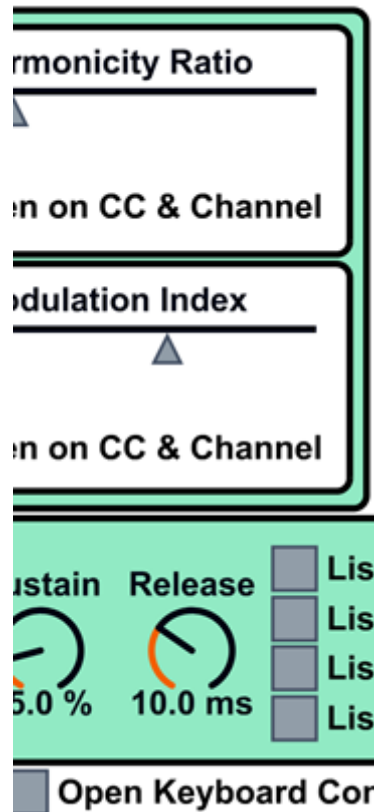 rmonicity Ratio
en on CC & Channel
odulation Index
en on CC & Channel
ustain Release
5.0 % 10.0 ms
Lis
Lis
Lis
Lis
Open Keyboard Cor